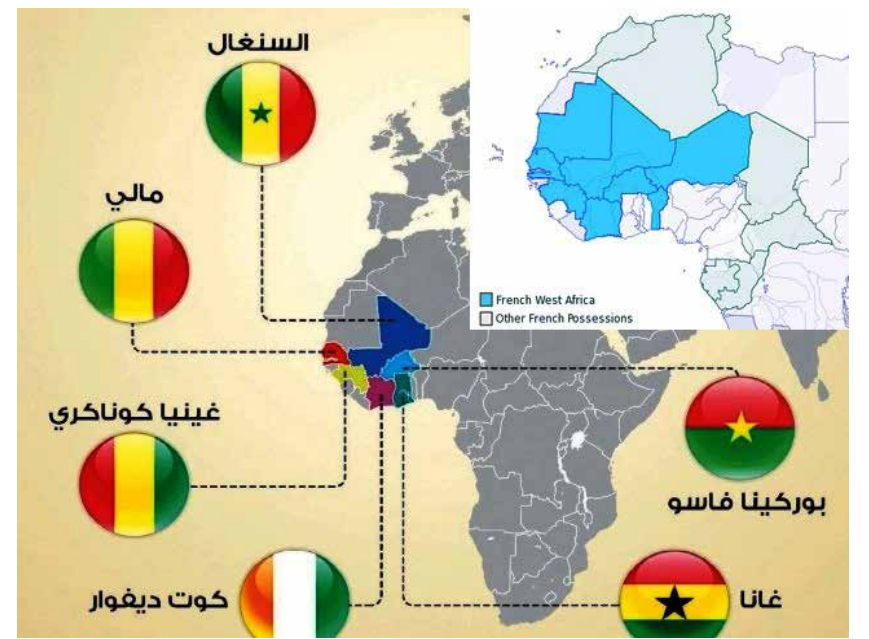 السنغال
مالي
غينيا كوناكري
كوت ديفوار
French West Africa
Other French Possessions
بوركينا فاسو
غانا